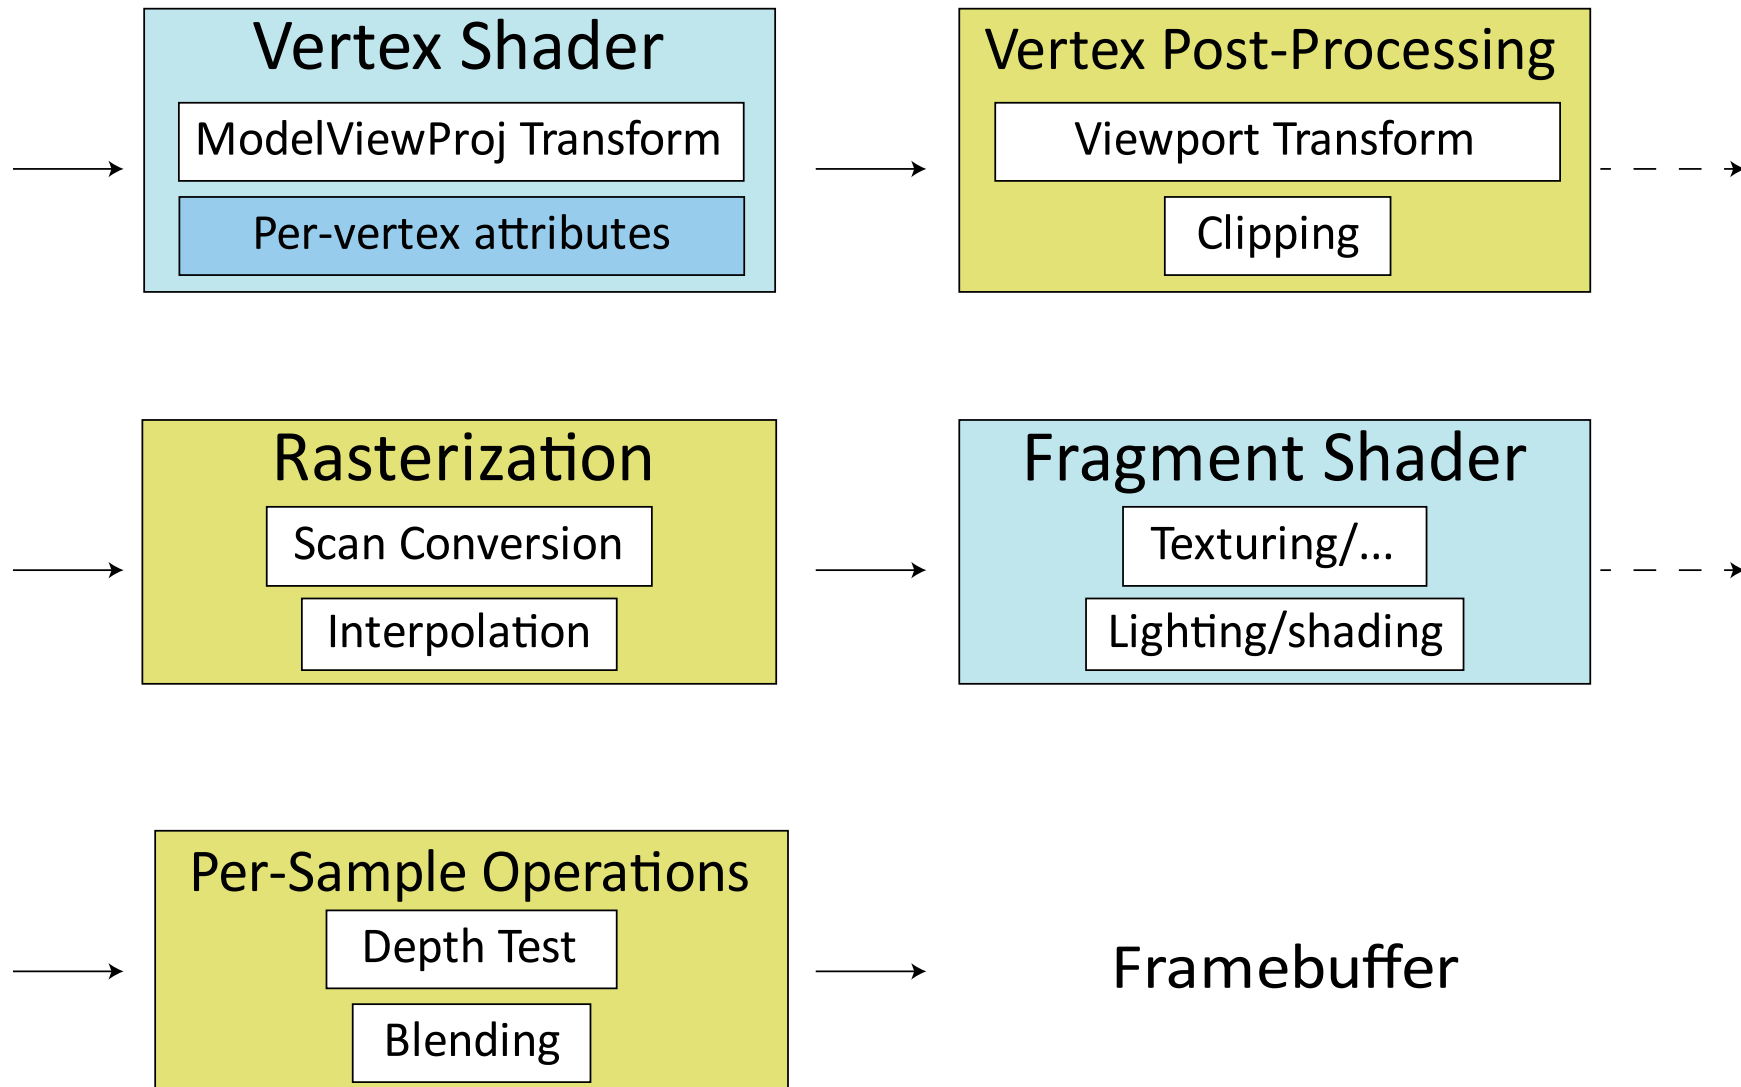 Vertex Shader
ModelViewProj Transform
Per-vertex attributes
Vertex Post-Processing
Viewport Transform
Clipping
Rasterization
Scan Conversion
Interpolation
Fragment Shader
Texturing/...
Lighting/shading
Per-Sample Operations
Depth Test
Blending
Framebuffer